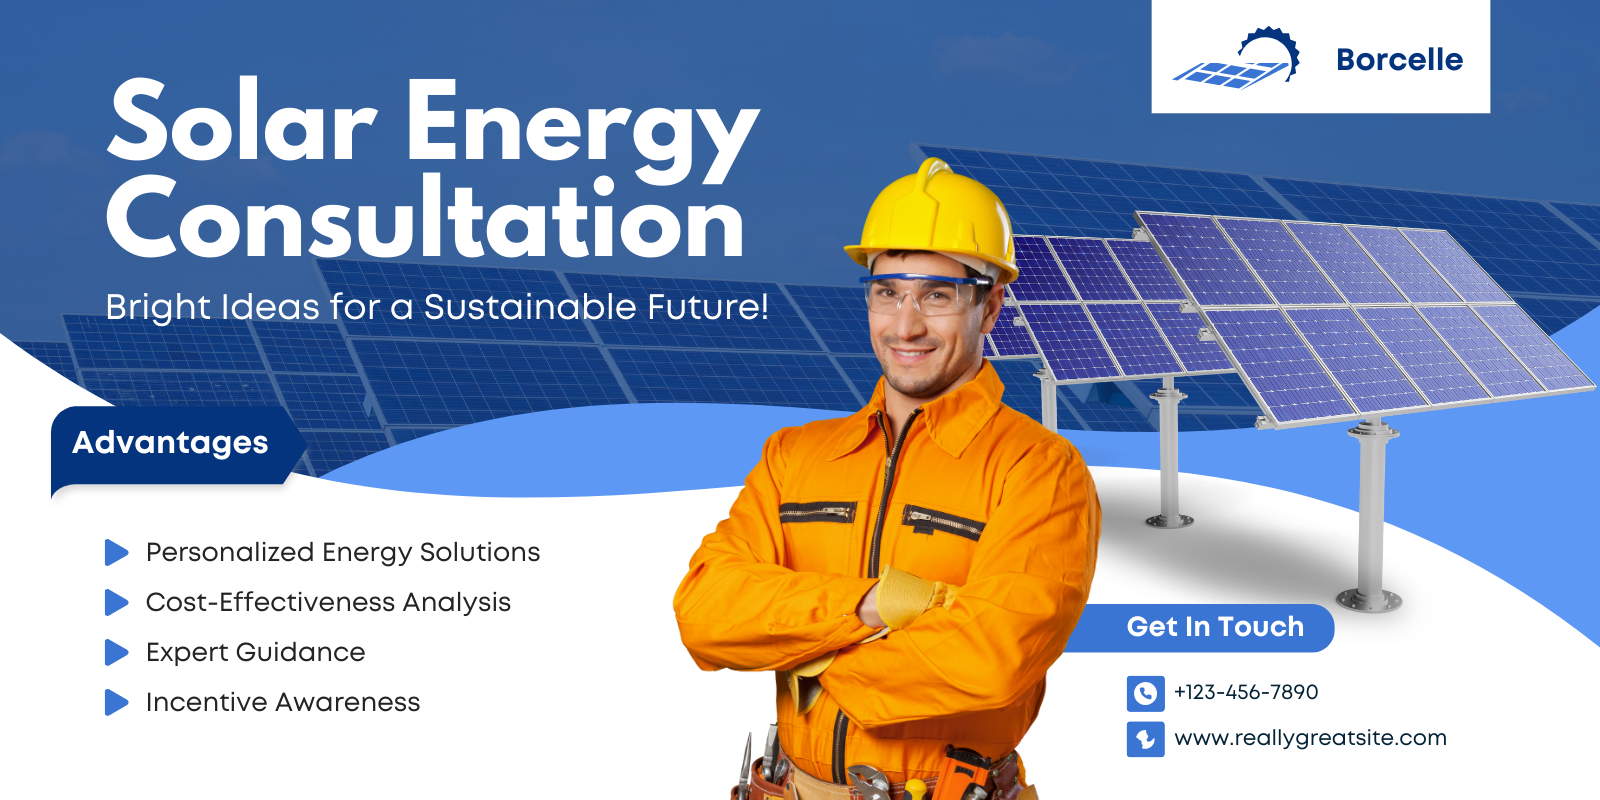 Borcelle
Solar Energy
Consultation
Bright Ideas for a Sustainable Future!
Advantages
Personalized Energy Solutions
Cost-Effectiveness Analysis
Expert Guidance
Incentive Awareness
Get In Touch
+123-456-7890
www.reallygreatsite.com